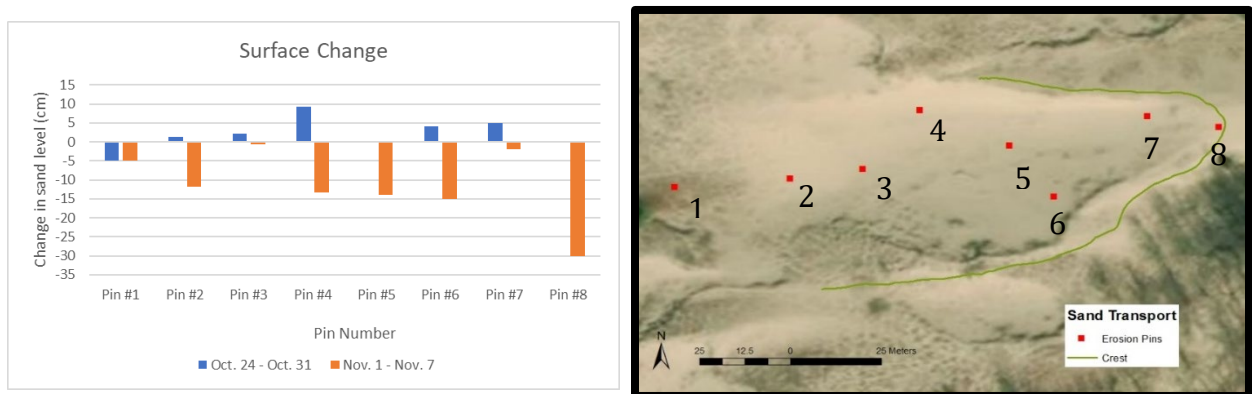 Surface Change
Change in sand level (cm)
15
10
5
0
-5
-10
-15
-20
-25
-30
-35
Pin #1 Pin #2 Pin #3 Pin #4 Pin #5 Pin #6 Pin #7 Pin #8
Pin Number
Oct. 24 - Oct. 31 Nov. 1 - Nov. 7
4
7
8
5
3
2
1
6
N
25 12.5 0 25 Meters
Sand Transport
Erosion Pins
Crest